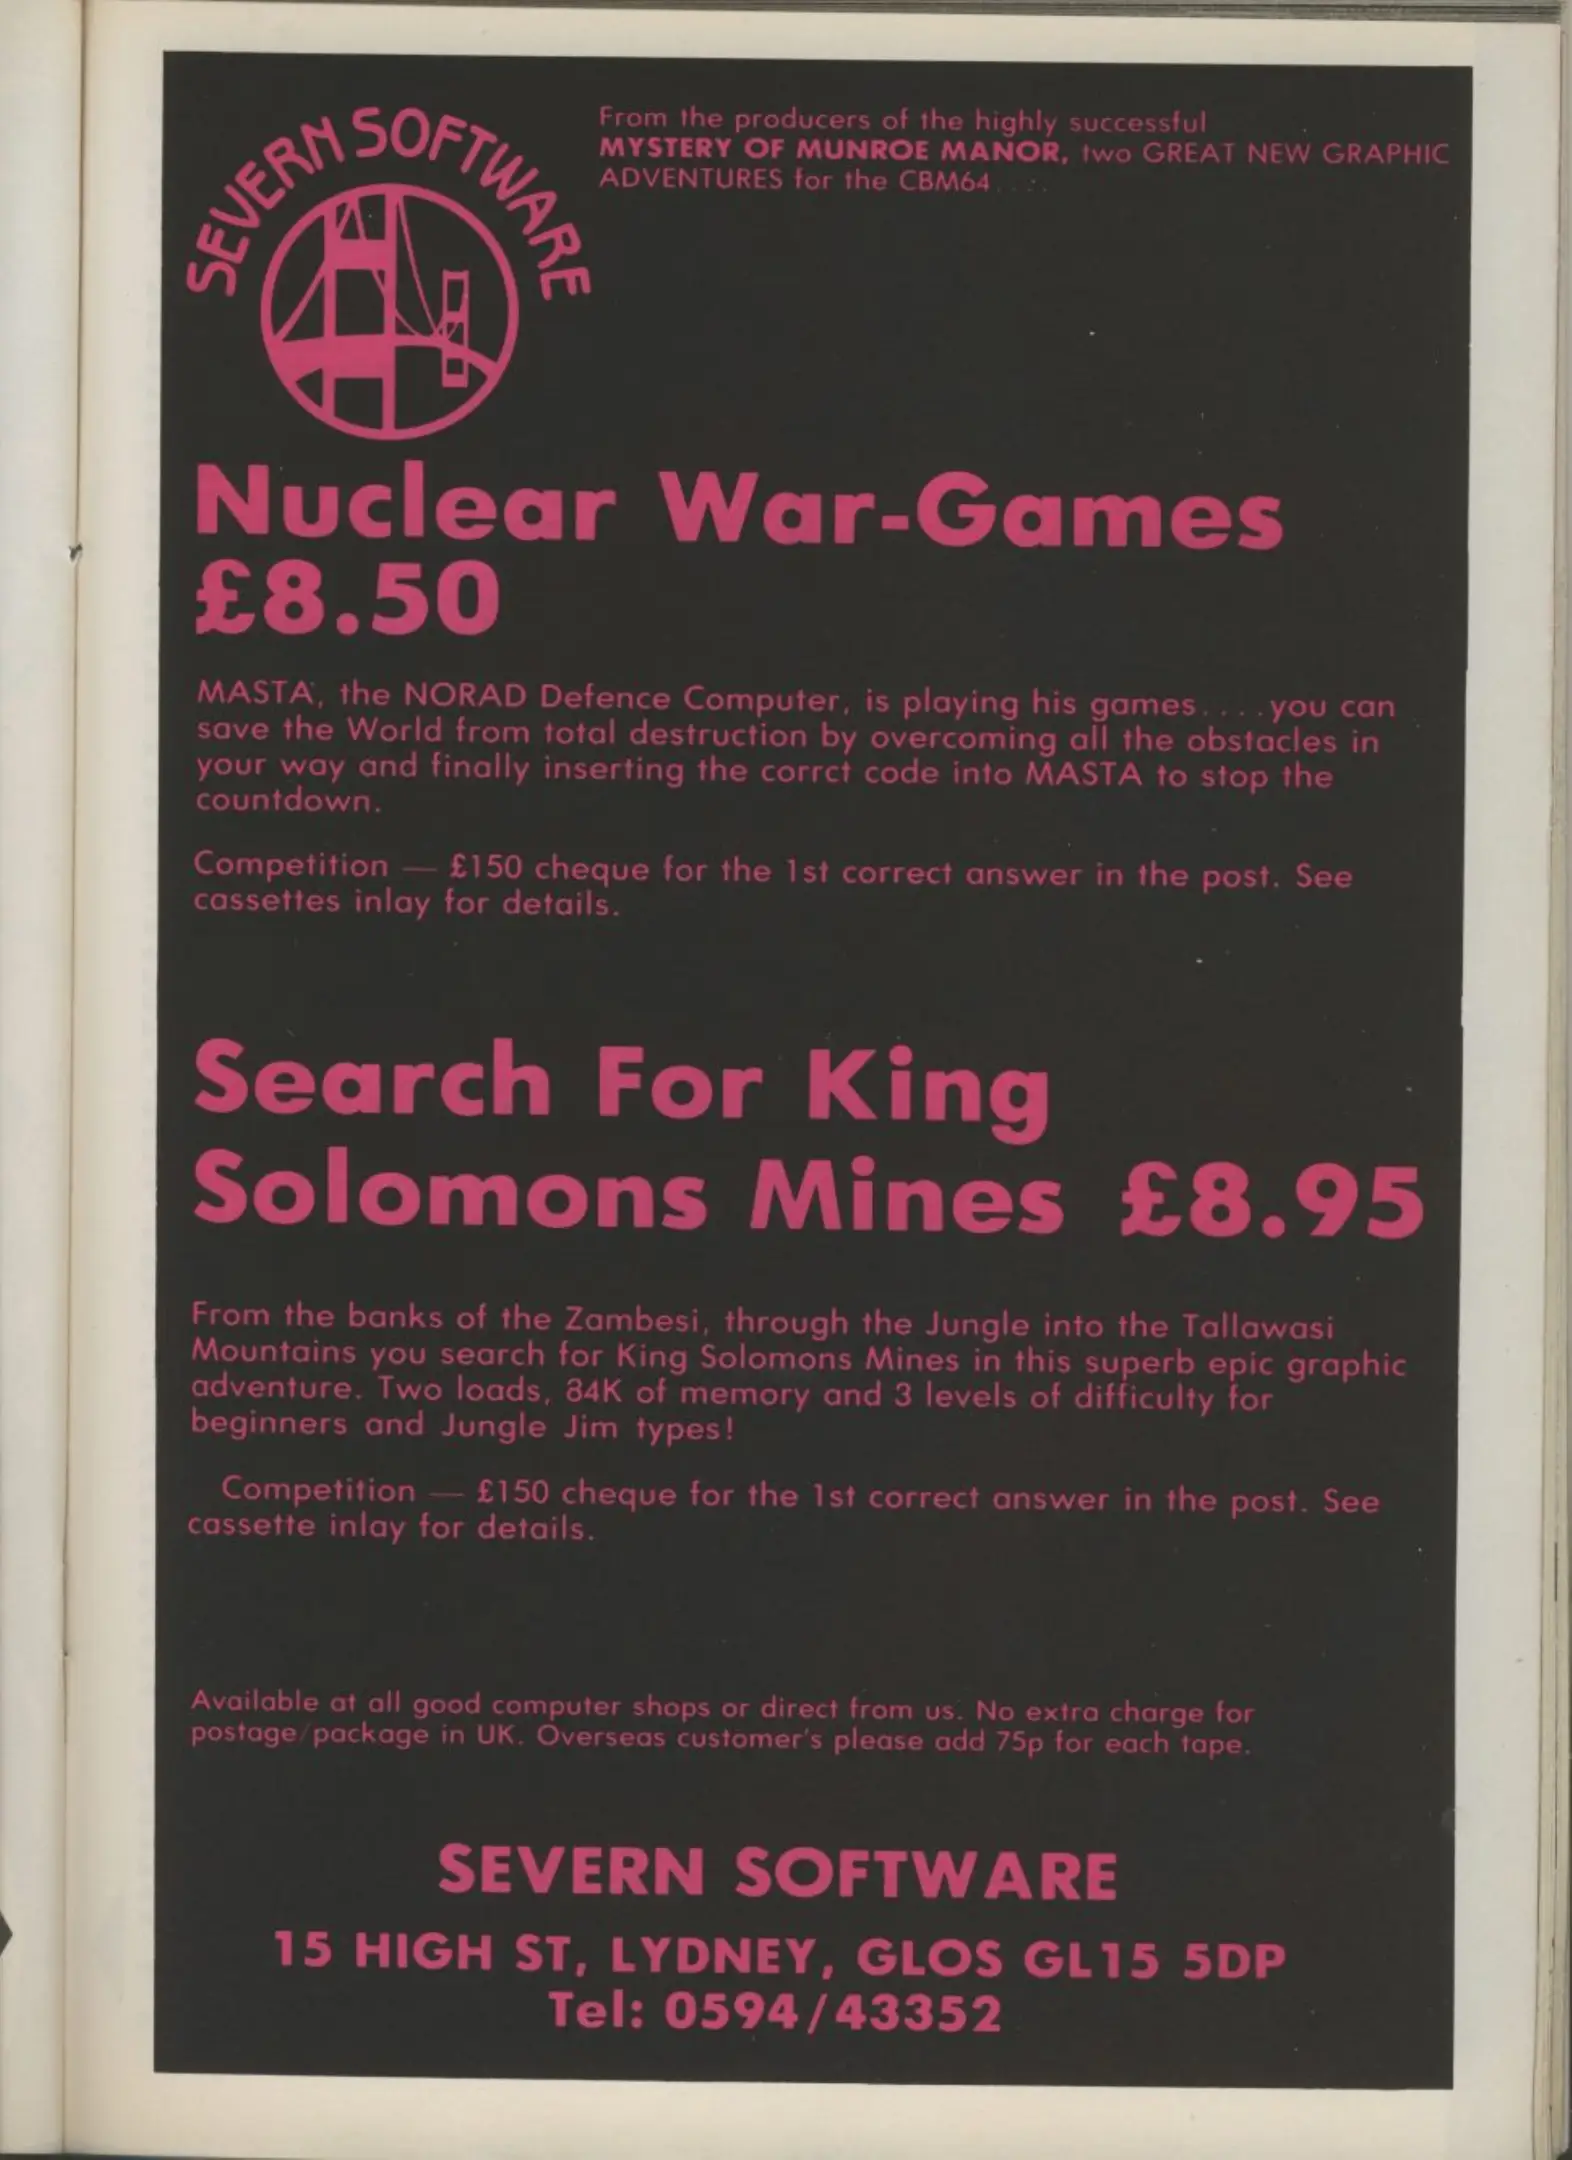 SEVERN SOFTWARE
From the producers of the highly successful
MYSTERY OF MUNROE MANOR, two GREAT NEW GRAPHIC
ADVENTURES for the CBM64....
Nuclear War-Games
£8.50
MASTA, the NORAD Defence Computer, is playing his games....you can
save the World from total destruction by overcoming all the obstacles in
your way and finally inserting the corrct code into MASTA to stop the
countdown.
Competition — £150 cheque for the 1st correct answer in the post. See
cassettes inlay for details.
Search For King
Solomons Mines £8.95
From the banks of the Zambesi, through the Jungle into the Tallawasi
Mountains you search for King Solomons Mines in this superb epic graphic
adventure. Two loads, 84K of memory and 3 levels of difficulty for
beginners and Jungle Jim types!
Competition — £150 cheque for the 1st correct answer in the post. See
cassette inlay for details.
Available at all good computer shops or direct from us. No extra charge for
postage/package in UK. Overseas customer's please add 75p for each tape.
SEVERN SOFTWARE
15 HIGH ST, LYDNEY, GLOS GL15 5DP
Tel: 0594/43352